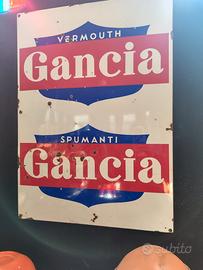 VERMOUTH
Gancia
SPUMANTI
Gancia
subito